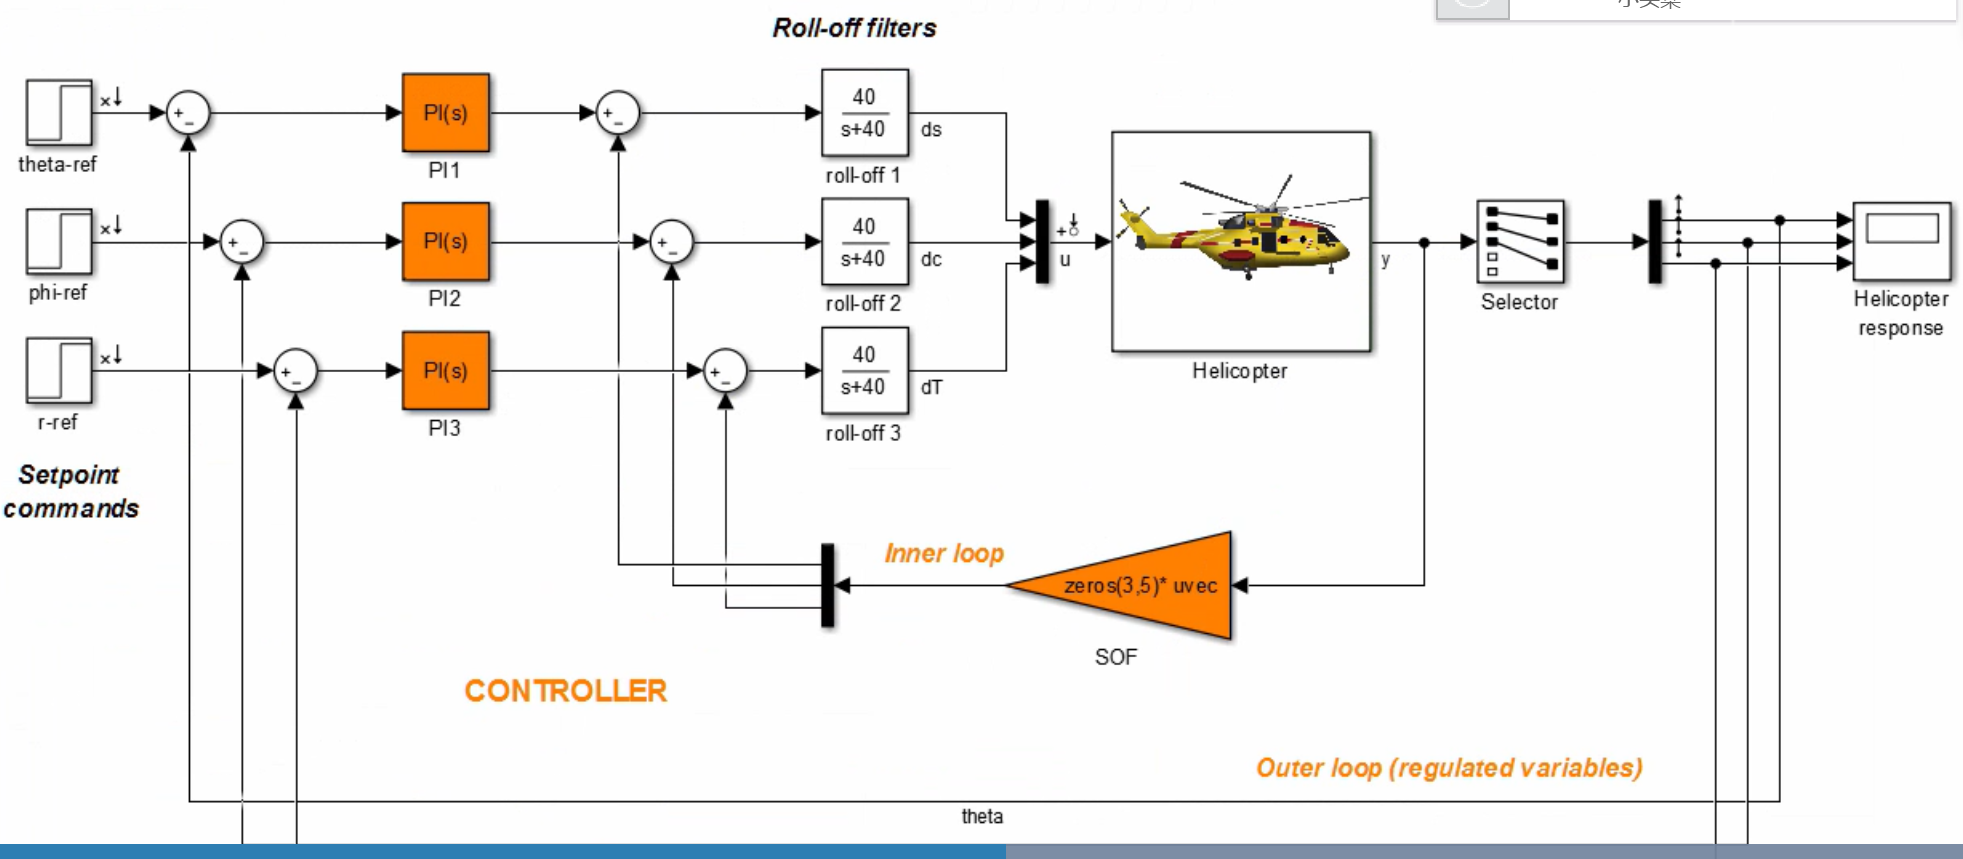 Roll-off filters
theta-ref
PI(s)
PI1
40
s+40
ds
roll-off 1
phi-ref
PI(s)
PI2
40
s+40
dc
roll-off 2
r-ref
PI(s)
PI3
40
s+40
dT
roll-off 3
u
Helicopter
y
Selector
Helicopter
response
Setpoint
commands
Inner loop
zeros(3,5)* uvec
SOF
CONTROLLER
Outer loop (regulated variables)
theta